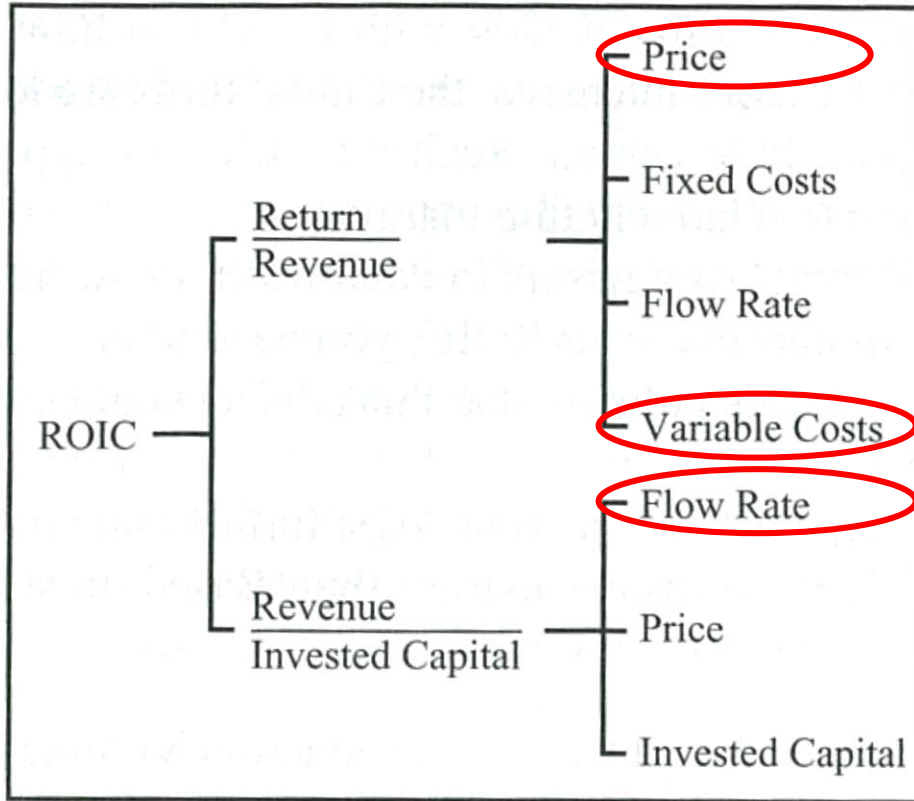 Price
Fixed Costs
Return
Revenue
Flow Rate
Variable Costs
ROIC
Flow Rate
Revenue
Invested Capital
Price
Invested Capital